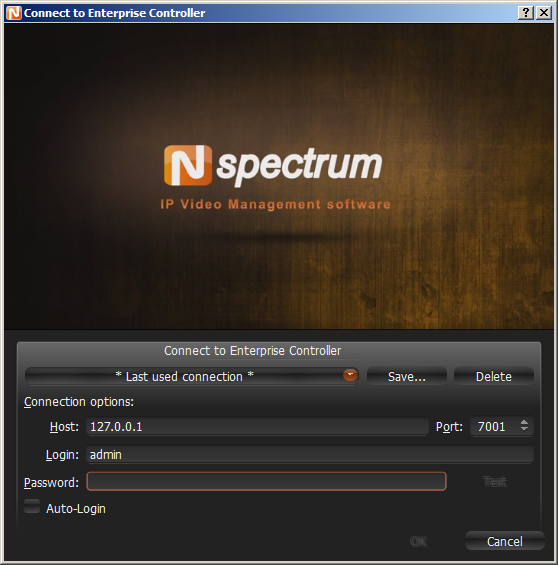 Connect to Enterprise Controller
N spectrum
IP Video Management software
Connect to Enterprise Controller
* Last used connection * Save... Delete
Connection options:
Host: 127.0.0.1 Port: 7001
Login: admin
Password: Test
Auto-Login
OK Cancel